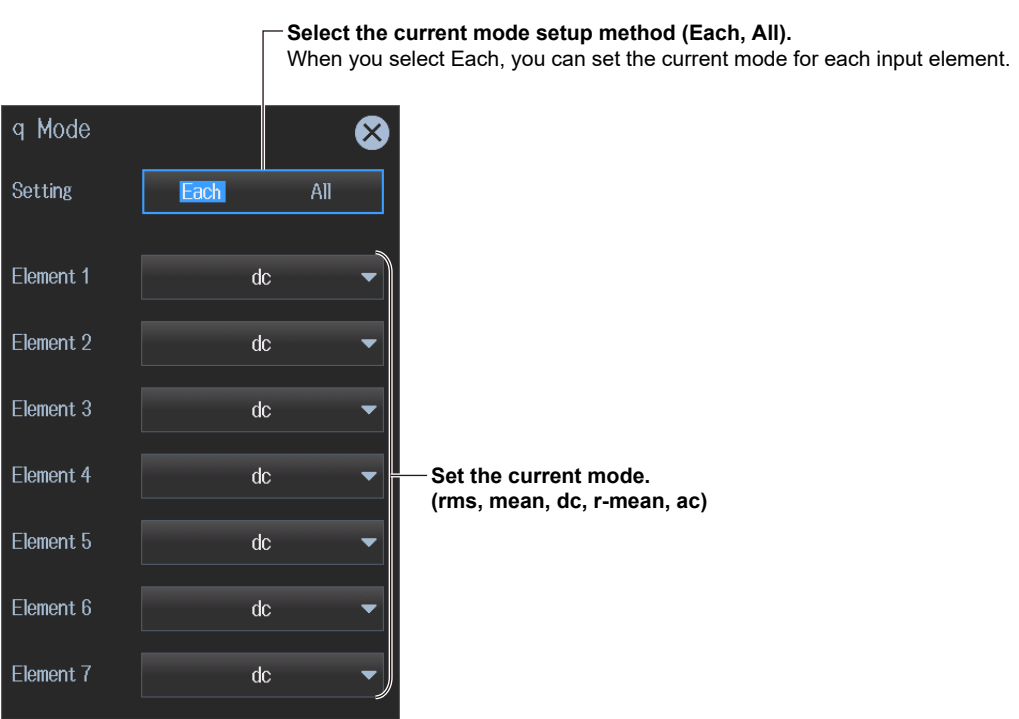 Select the current mode setup method (Each, All).
When you select Each, you can set the current mode for each input element.
q Mode
Setting Each All
Element 1 dc
Element 2 dc
Element 3 dc
Element 4 dc
Set the current mode.
(rms, mean, dc, r-mean, ac)
Element 5 dc
Element 6 dc
Element 7 dc